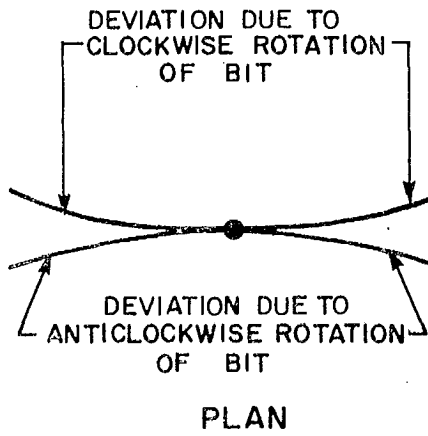 DEVIATION DUE TO
CLOCKWISE ROTATION
OF BIT
DEVIATION DUE TO
ANTICLOCKWISE ROTATION
OF BIT
PLAN